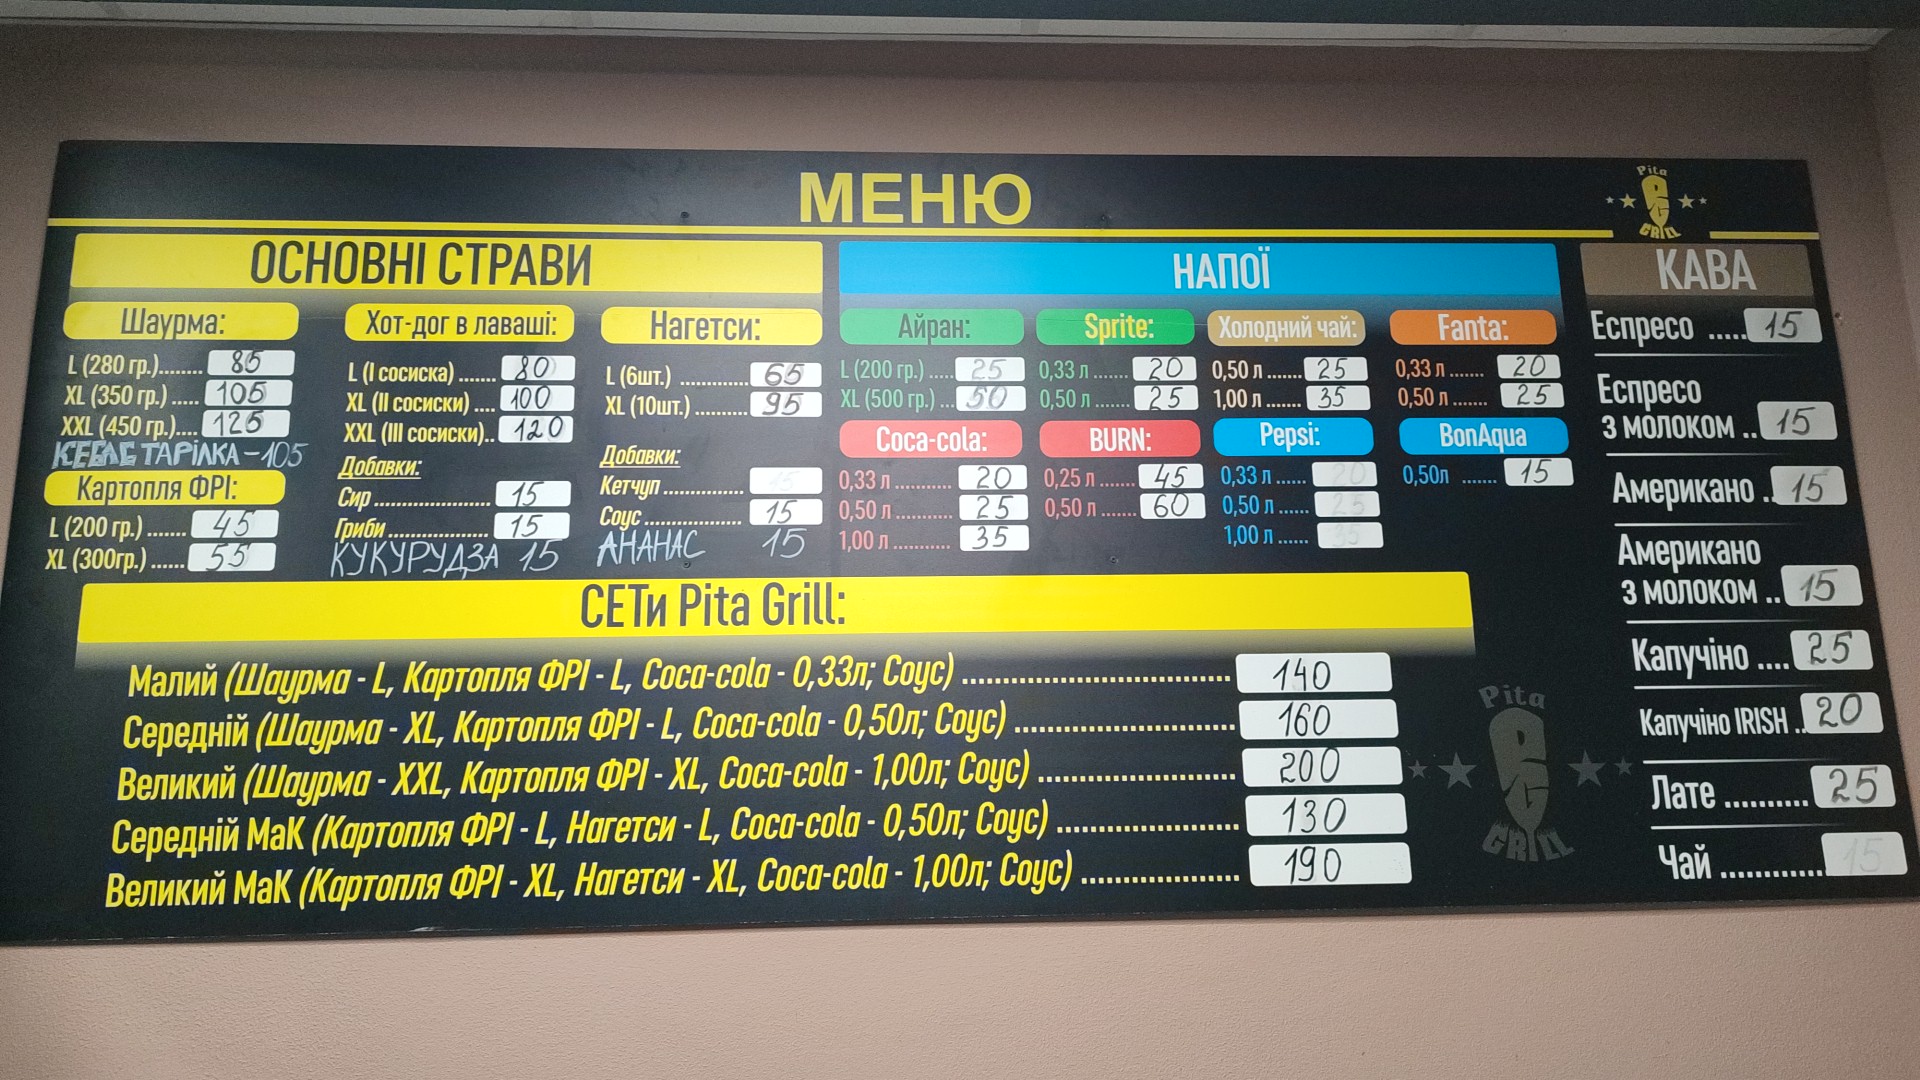 МЕНЮ
Pita
PG
GRILL
ОСНОВНІ СТРАВИ
Шаурма:
L (280 гр.)........ 85
XL (350 гр.) ..... 105
XXL (450 гр.).... 125
КЕБАБ ТАРІЛКА - 105
Картопля ФРІ:
L (200 гр.) ....... 45
XL (300гр.) ...... 55
Хот-дог в лаваші:
L (I сосиска) ....... 80
XL (II сосиски) .... 100
XXL (III сосиски).. 120
Добавки:
Сир ........................ 15
Гриби .................... 15
КУКУРУДЗА 15
Нагетси:
L (6шт.) ............ 65
XL (10шт.) .......... 95
Добавки:
Кетчуп .............. 15
Соус ................... 15
АНАНАС 15
НАПОЇ
Айран:
L (200 гр.) ..... 25
XL (500 гр.) ... 50
Sprite:
0,33 л ....... 20
0,50 л ....... 25
Холодний чай:
0,50 л ....... 25
1,00 л ....... 35
Fanta:
0,33 л ....... 20
0,50 л ....... 25
Coca-cola:
0,33 л ........... 20
0,50 л ........... 25
1,00 л ........... 35
BURN:
0,25 л ....... 45
0,50 л ....... 60
Pepsi:
0,33 л ....... 20
0,50 л ...... 25
1,00 л ...... 35
BonAqua
0,50л ....... 15
КАВА
Еспресо ..... 15
Еспресо
з молоком .. 15
Американо .. 15
Американо
з молоком .. 15
Капучіно .... 25
Капучіно IRISH .. 20
Лате .......... 25
Чай ............. 15
СЕТи Pita Grill:
Малий (Шаурма - L, Картопля ФРІ - L, Coca-cola - 0,33л; Соус) ................................ 140
Середній (Шаурма - XL, Картопля ФРІ - L, Coca-cola - 0,50л; Соус) ........................... 160
Великий (Шаурма - XXL, Картопля ФРІ - XL, Coca-cola - 1,00л; Соус) ........................ 200
Середній МаК (Картопля ФРІ - L, Нагетси - L, Coca-cola - 0,50л; Соус) ..................... 130
Великий МаК (Картопля ФРІ - XL, Нагетси - XL, Coca-cola - 1,00л; Соус) .................. 190
Pita
PG
GRILL